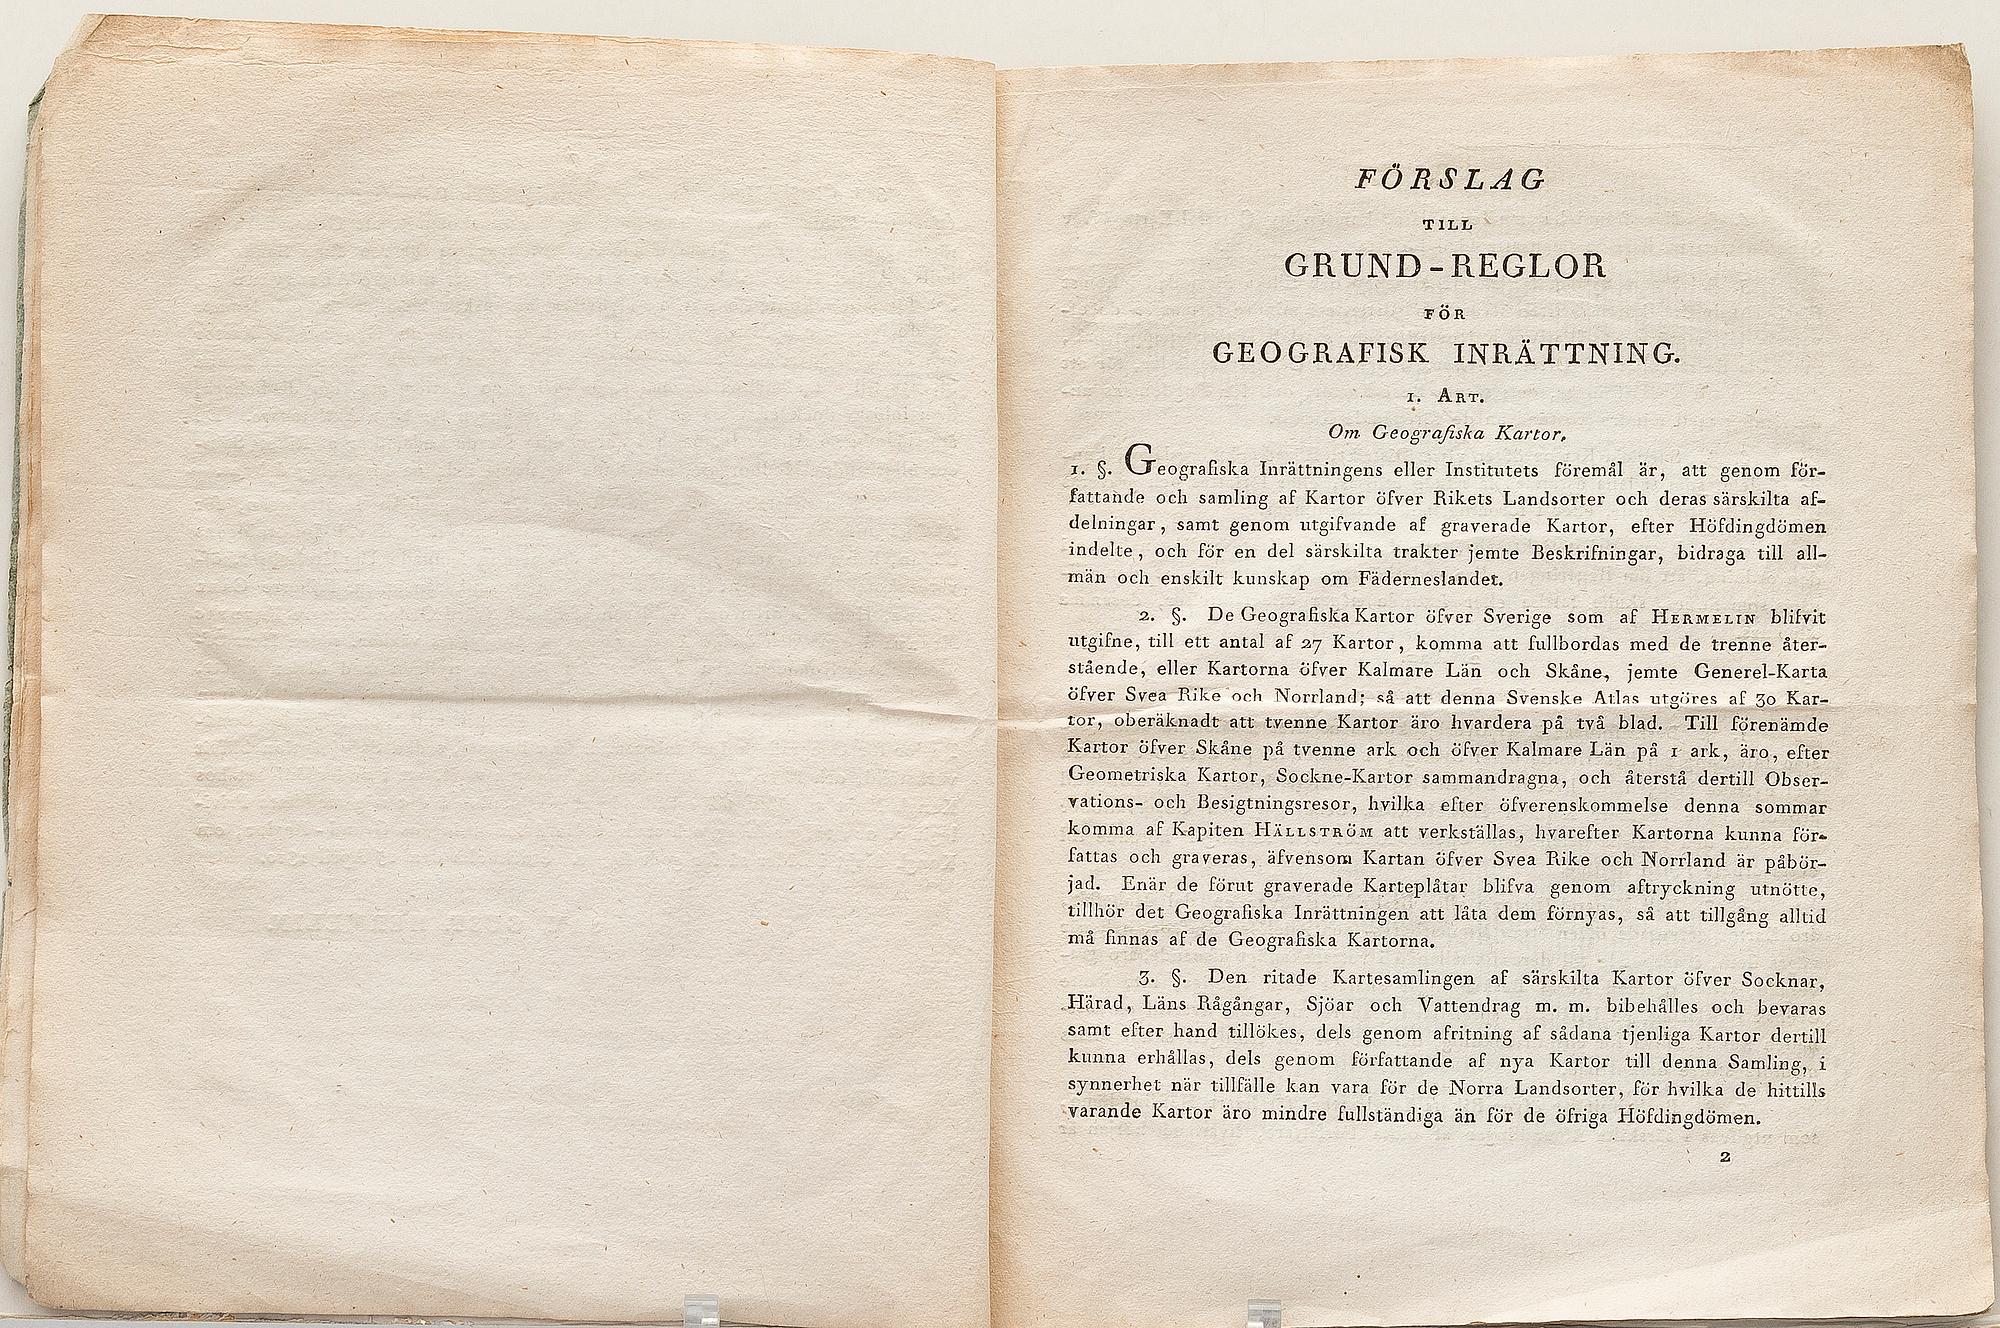 FÖRSLAG
TILL
GRUND-REGLOR
FÖR
GEOGRAFISK INRÄTTNING.
1. ART.
Om Geografiska Kartor.
1. §. Geografiska Inrättningens eller Institutets föremål är, att genom för-
fattande och samling af Kartor öfver Rikets Landsorter och deras särskilta af-
delningar, samt genom utgifvande af graverade Kartor, efter Höfdingdömen
indelte, och för en del särskilta trakter jemte Beskrifningar, bidraga till all-
män och enskilt kunskap om Fäderneslandet.
2. §. De Geografiska Kartor öfver Sverige som af HERMELIN blifvit
utgifne, till ett antal af 27 Kartor, komma att fullbordas med de trenne åter-
stående, eller Kartorna öfver Kalmare Län och Skåne, jemte Generel-Karta
öfver Svea Rike och Norrland; så att denna Svenske Atlas utgöres af 30 Kar-
tor, oberäknadt att tvenne Kartor äro hvardera på två blad. Till förenämde
Kartor öfver Skåne på tvenne ark och öfver Kalmare Län på 1 ark, äro, efter
Geometriska Kartor, Sockne-Kartor sammandragna, och återstå dertill Obser-
vations- och Besigtningsresor, hvilka efter öfverenskommelse denna sommar
komma af Kapiten HÄLLSTRÖM att verkställas, hvarefter Kartorna kunna för-
fattas och graveras, äfvensom Kartan öfver Svea Rike och Norrland är påbör-
jad. Enär de förut graverade Karteplåtar blifva genom aftryckning utnötte,
tillhör det Geografiska Inrättningen att låta dem förnyas, så att tillgång alltid
må finnas af de Geografiska Kartorna.
3. §. Den ritade Kartesamlingen af särskilta Kartor öfver Socknar,
Härad, Läns Rågångar, Sjöar och Vattendrag m. m. bibehålles och bevaras
samt efter hand tillökes, dels genom afritning af sådana tjenliga Kartor dertill
kunna erhållas, dels genom författande af nya Kartor till denna Samling, i
synnerhet när tillfälle kan vara för de Norra Landsorter, för hvilka de hittills
varande Kartor äro mindre fullständiga än för de öfriga Höfdingdömen.
2